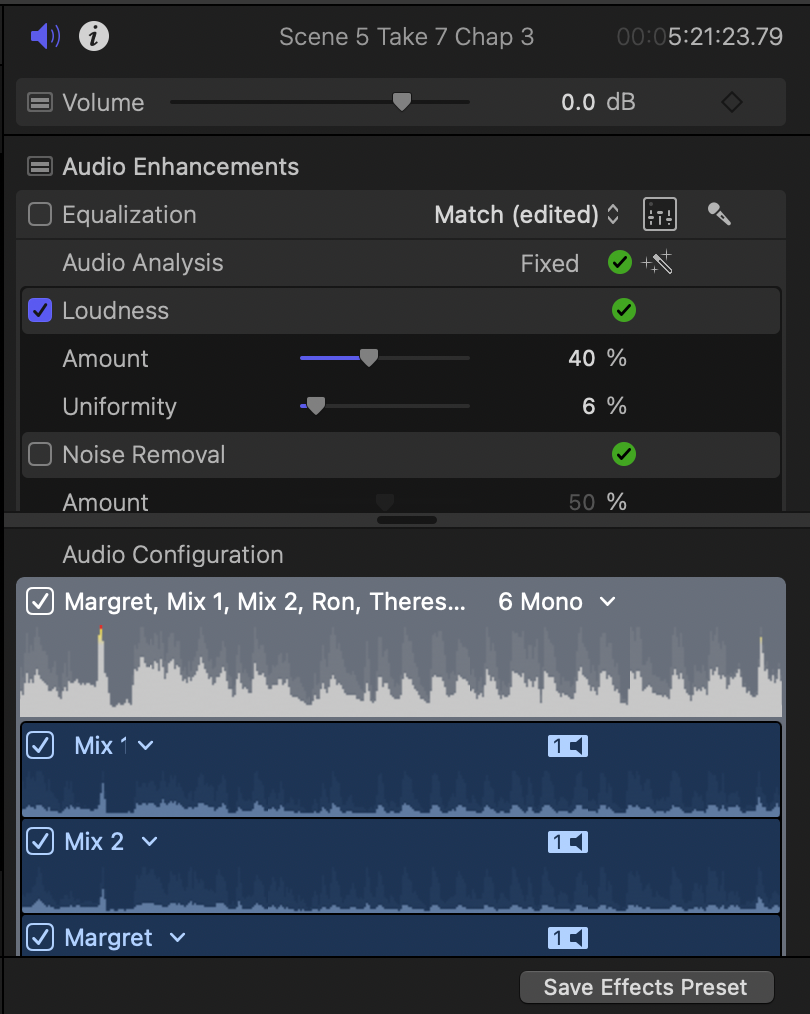 Scene 5 Take 7 Chap 3 00:05:21:23.79
Volume 0.0 dB
Audio Enhancements
Equalization Match (edited)
Audio Analysis Fixed
Loudness
Amount 40 %
Uniformity 6 %
Noise Removal
Amount 50 %
Audio Configuration
Margret, Mix 1, Mix 2, Ron, Theres... 6 Mono
Mix 1 1
Mix 2 1
Margret 1
Save Effects Preset